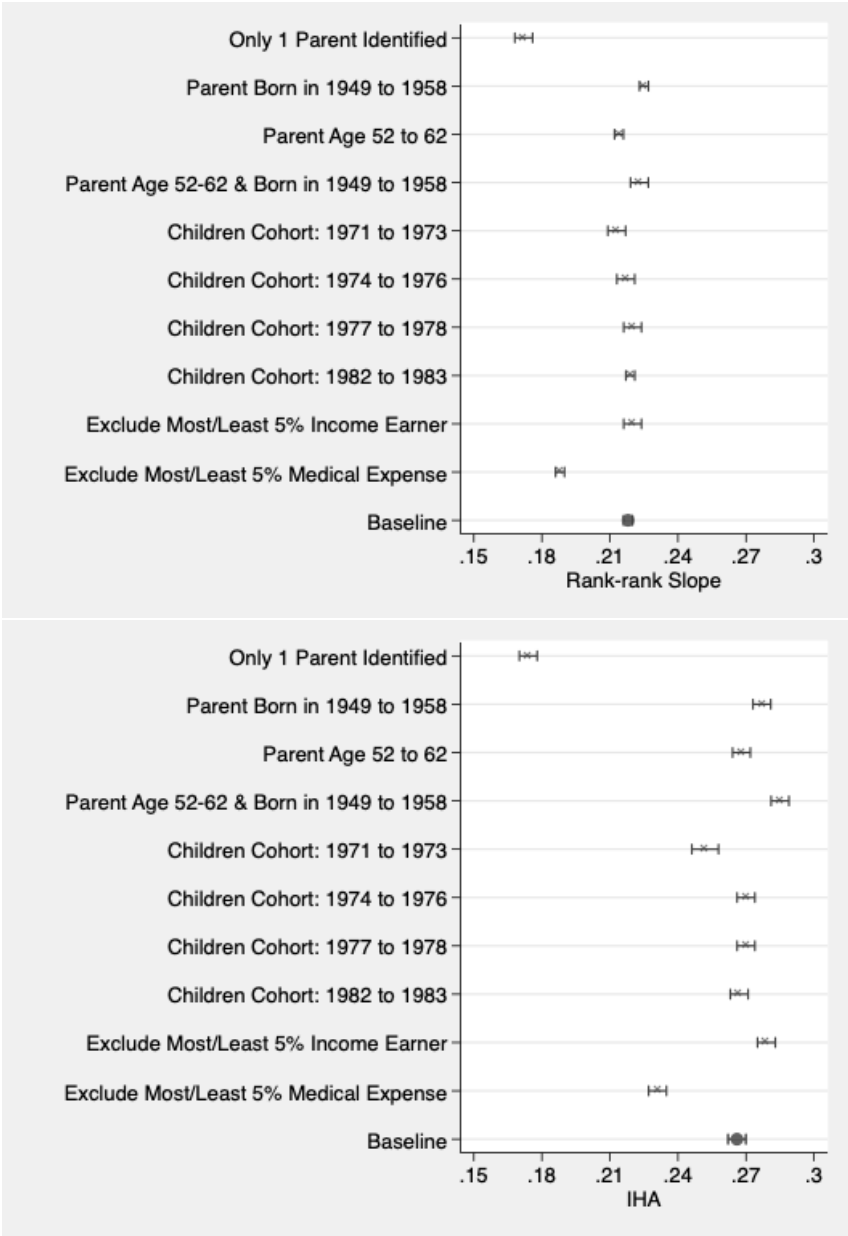 Only 1 Parent Identified
Parent Born in 1949 to 1958
Parent Age 52 to 62
Parent Age 52-62 & Born in 1949 to 1958
Children Cohort: 1971 to 1973
Children Cohort: 1974 to 1976
Children Cohort: 1977 to 1978
Children Cohort: 1982 to 1983
Exclude Most/Least 5% Income Earner
Exclude Most/Least 5% Medical Expense
Baseline
.15 .18 .21 .24 .27 .3
Rank-rank Slope
Only 1 Parent Identified
Parent Born in 1949 to 1958
Parent Age 52 to 62
Parent Age 52-62 & Born in 1949 to 1958
Children Cohort: 1971 to 1973
Children Cohort: 1974 to 1976
Children Cohort: 1977 to 1978
Children Cohort: 1982 to 1983
Exclude Most/Least 5% Income Earner
Exclude Most/Least 5% Medical Expense
Baseline
.15 .18 .21 .24 .27 .3
IHA